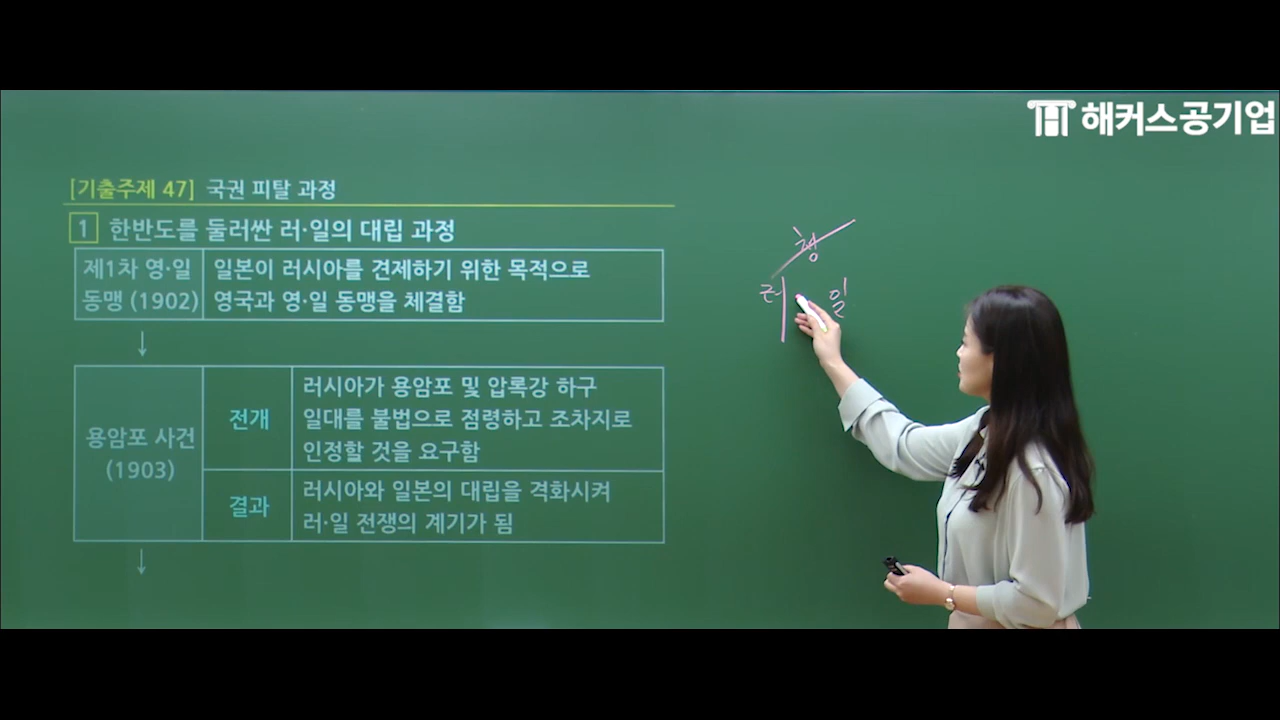 해커스공기업
[기출주제 47] 국권 피탈 과정
1 한반도를 둘러싼 러·일의 대립 과정
제1차 영·일
동맹 (1902)
일본이 러시아를 견제하기 위한 목적으로
영국과 영·일 동맹을 체결함
↓
용암포 사건
(1903)
전개
러시아가 용암포 및 압록강 하구
일대를 불법으로 점령하고 조차지로
인정할 것을 요구함
결과
러시아와 일본의 대립을 격화시켜
러·일 전쟁의 계기가 됨
↓
청
러 일